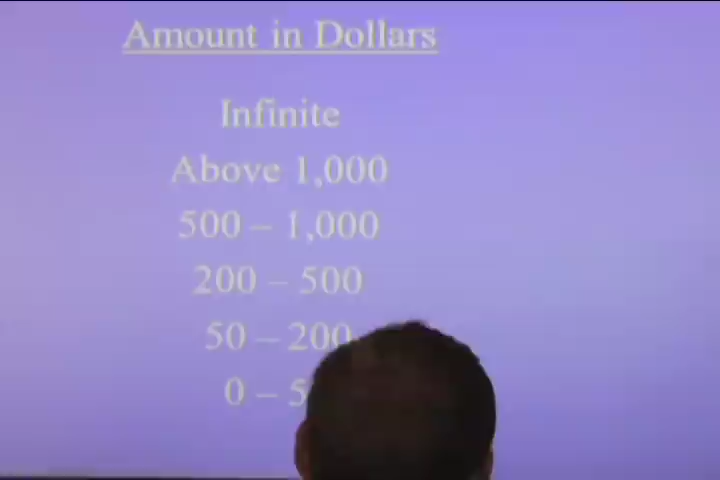 Amount in Dollars
Infinite
Above 1,000
500 – 1,000
200 – 500
50 – 200
0 – 5